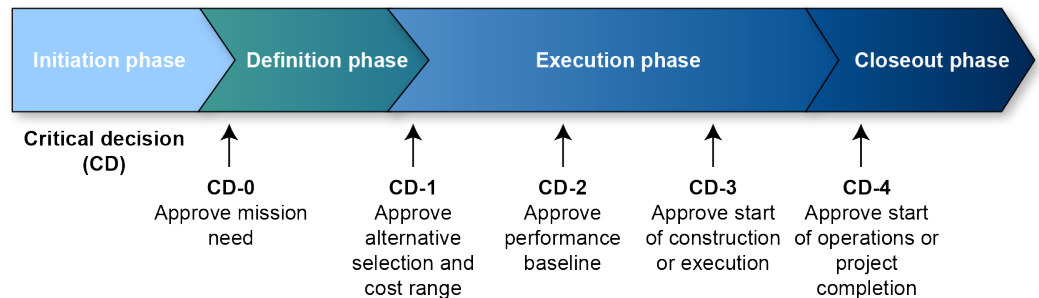 Initiation phase
Definition phase
Execution phase
Closeout phase
Critical decision
(CD)
CD-0
Approve mission
need
CD-1
Approve
alternative
selection and
cost range
CD-2
Approve
performance
baseline
CD-3
Approve start
of construction
or execution
CD-4
Approve start
of operations or
project
completion